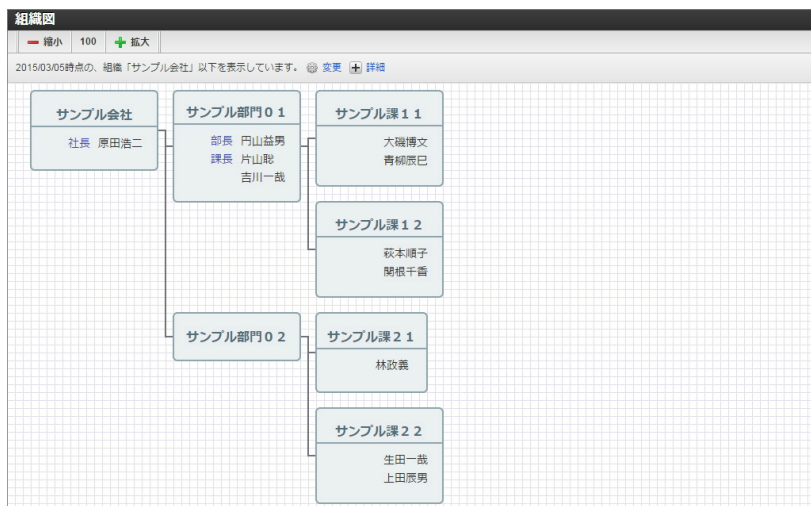 組織図
縮小 100 拡大
2015/03/05時点の、組織「サンプル会社」以下を表示しています。 変更 詳細
サンプル会社
社長 原田浩二
サンプル部門01
部長 円山益男
課長 片山聡
吉川一哉
サンプル課11
大磯博文
青柳辰巳
サンプル課12
萩本順子
関根千香
サンプル部門02
サンプル課21
林政義
サンプル課22
生田一哉
上田辰男